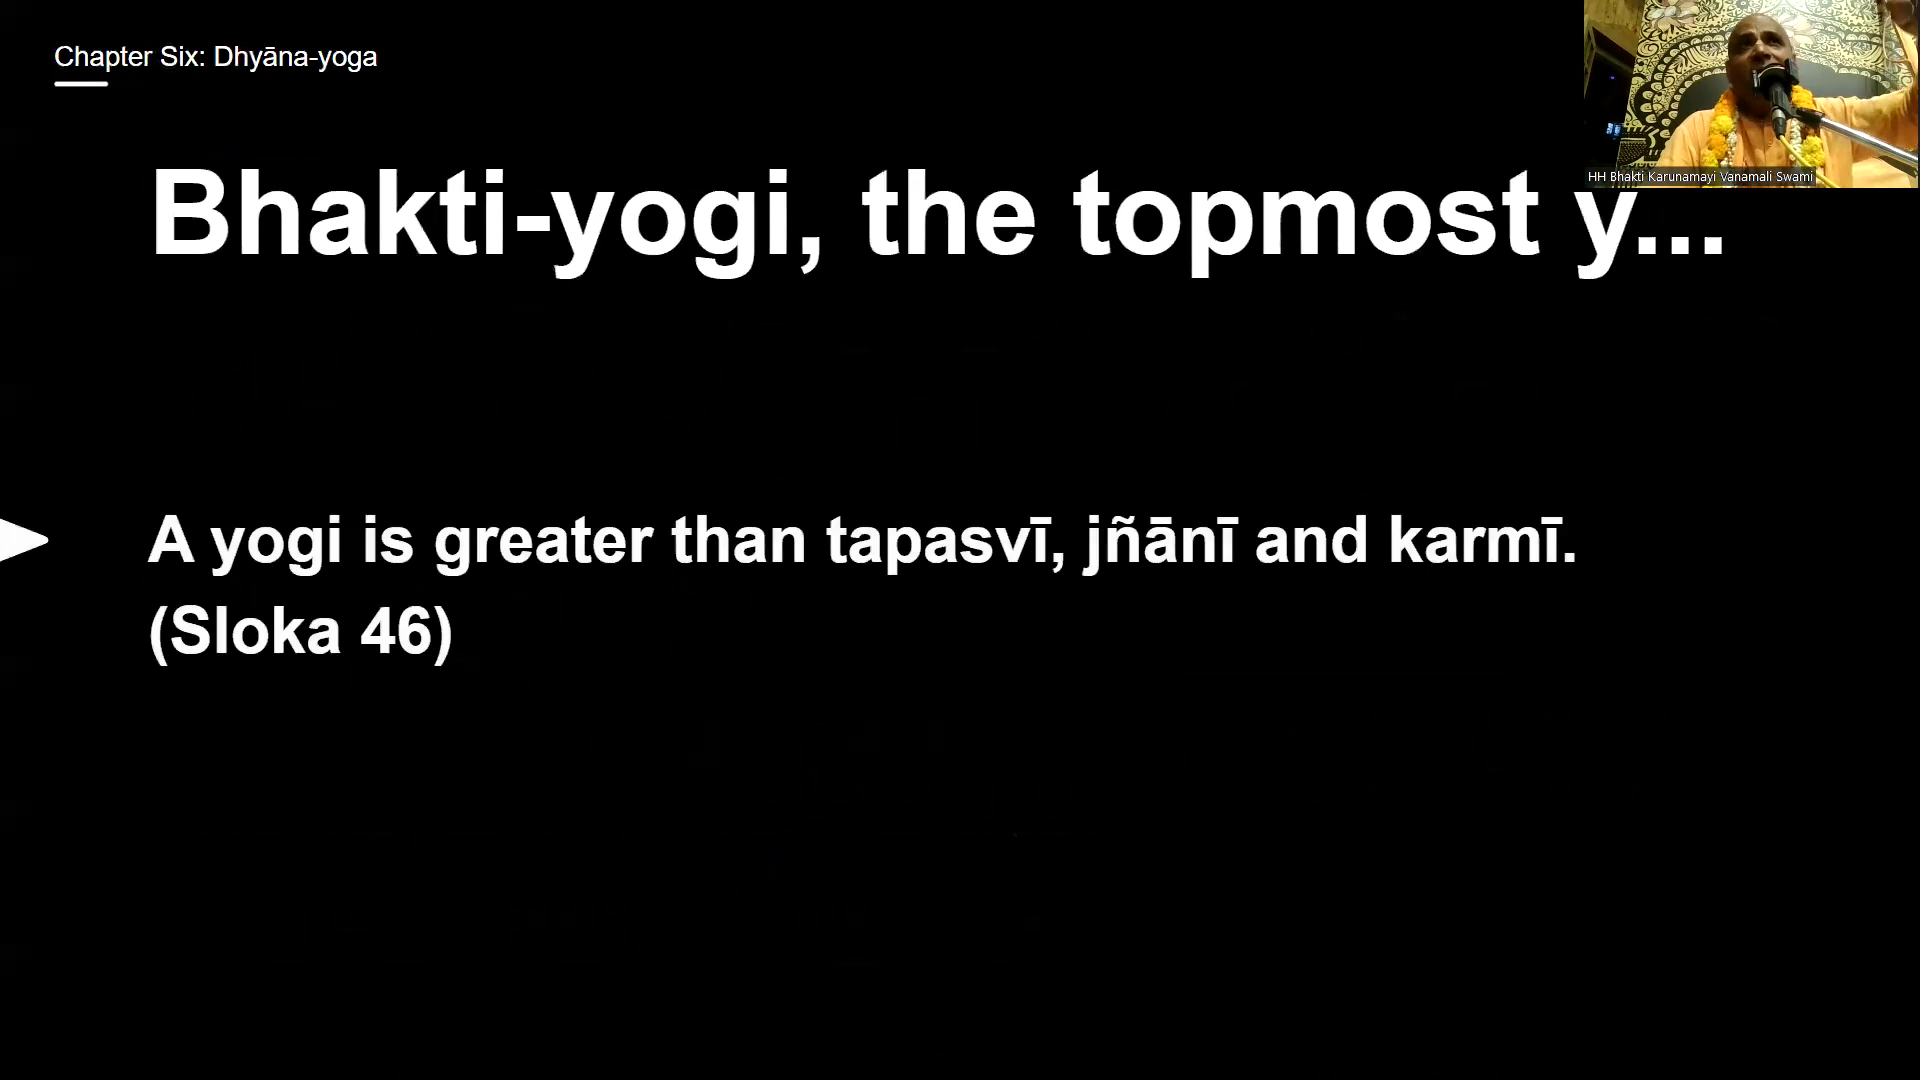 Chapter Six: Dhyāna-yoga
HH Bhakti Karunamayi Vanamali Swami
Bhakti-yogi, the topmost y...
A yogi is greater than tapasvī, jñānī and karmī.
(Sloka 46)